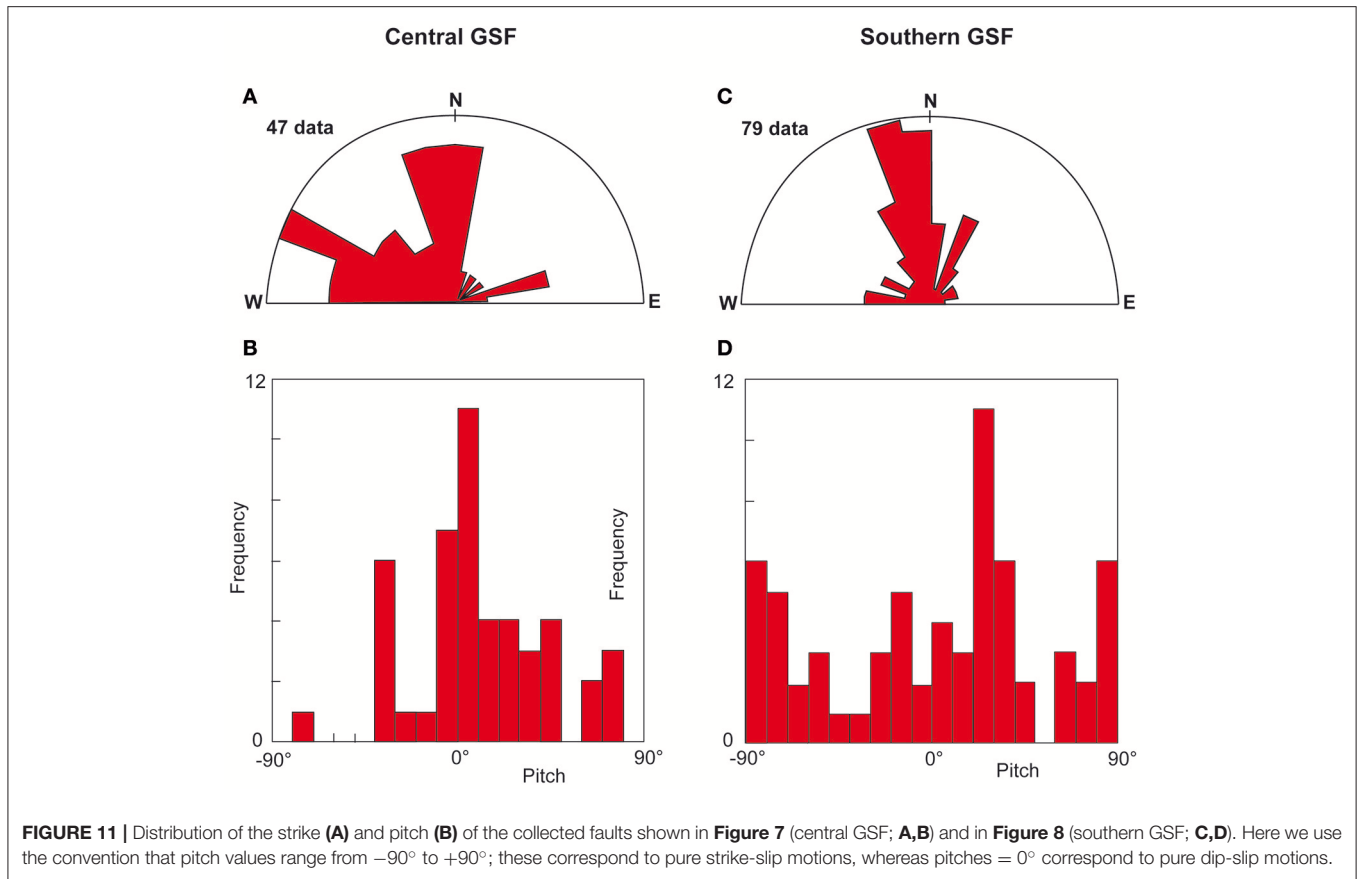 Central GSF
Southern GSF
A
47 data
N
W
E
C
79 data
N
W
E
B
12
0
Frequency
-90°
0°
90°
Pitch
D
12
0
Frequency
-90°
0°
90°
Pitch
FIGURE 11 | Distribution of the strike (A) and pitch (B) of the collected faults shown in Figure 7 (central GSF; A,B) and in Figure 8 (southern GSF; C,D). Here we use
the convention that pitch values range from −90° to +90°; these correspond to pure strike-slip motions, whereas pitches = 0° correspond to pure dip-slip motions.